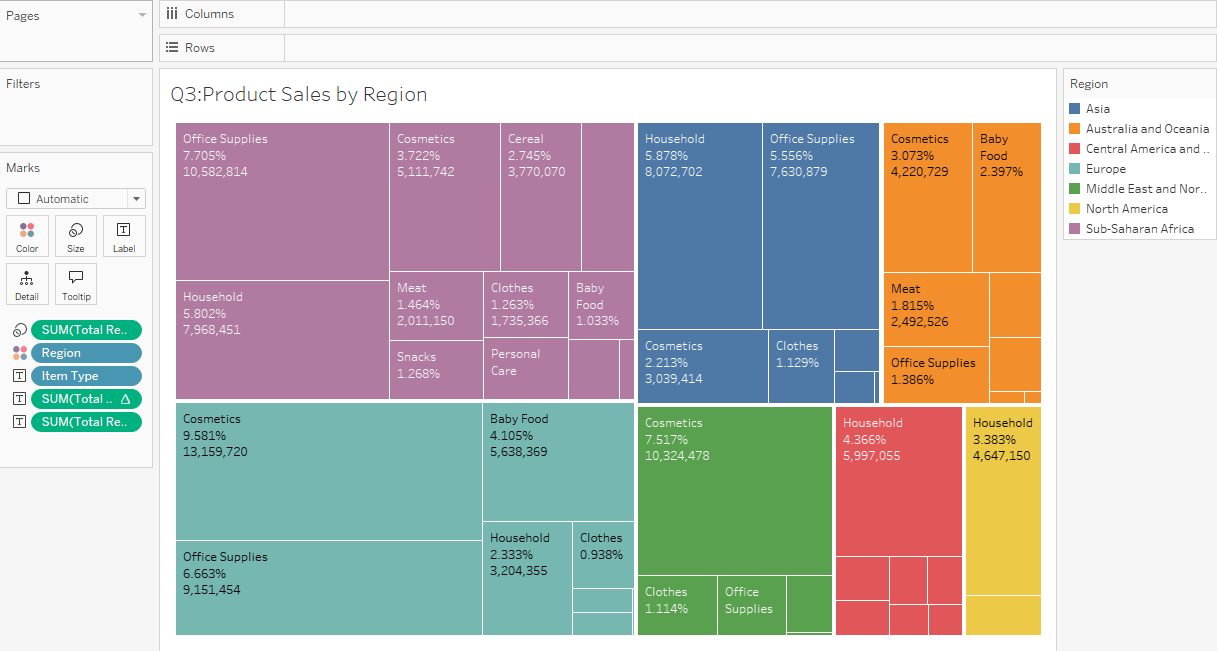 Pages
Columns
Rows
Filters
Marks
Automatic
Color
Size
Label
Detail
Tooltip
SUM(Total Re..
Region
Item Type
SUM(Total .. Δ
SUM(Total Re..
Q3:Product Sales by Region
Office Supplies
7.705%
10,582,814
Cosmetics
3.722%
5,111,742
Cereal
2.745%
3,770,070
Household
5.802%
7,968,451
Meat
1.464%
2,011,150
Clothes
1.263%
1,735,366
Baby
Food
1.033%
Snacks
1.268%
Personal
Care
Household
5.878%
8,072,702
Office Supplies
5.556%
7,630,879
Cosmetics
2.213%
3,039,414
Clothes
1.129%
Cosmetics
3.073%
4,220,729
Baby
Food
2.397%
Meat
1.815%
2,492,526
Office Supplies
1.386%
Cosmetics
9.581%
13,159,720
Baby Food
4.105%
5,638,369
Office Supplies
6.663%
9,151,454
Household
2.333%
3,204,355
Clothes
0.938%
Cosmetics
7.517%
10,324,478
Clothes
1.114%
Office
Supplies
Household
4.366%
5,997,055
Household
3.383%
4,647,150
Region
Asia
Australia and Oceania
Central America and ..
Europe
Middle East and Nor..
North America
Sub-Saharan Africa